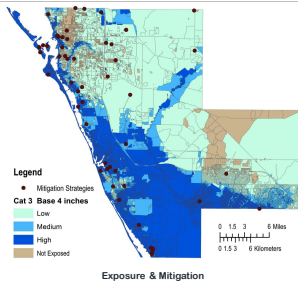 Legend
Mitigation Strategies
Cat 3 Base 4 inches
Low
Medium
High
Not Exposed
0 1.5 3 6 Miles
0 1.5 3 6 Kilometers
Exposure & Mitigation